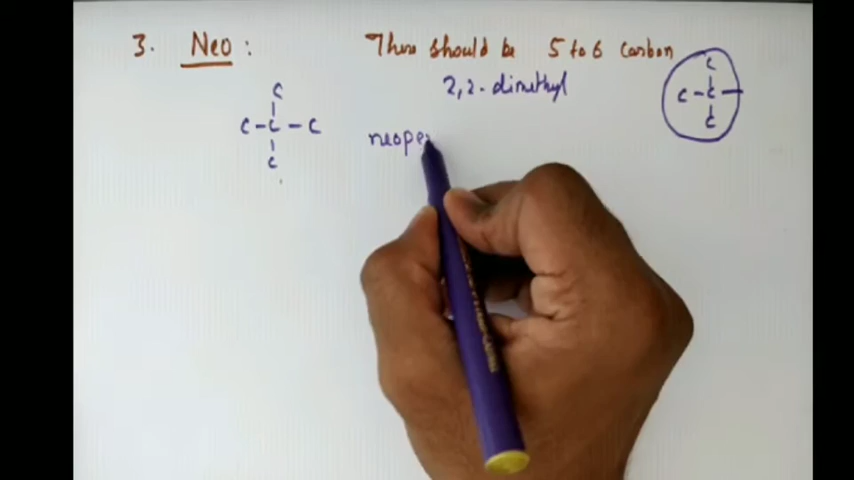 3. Neo : There should be 5 to 6 carbon
2,2-dimethyl
C
C - C - C
C
C
C - C -
C
neope